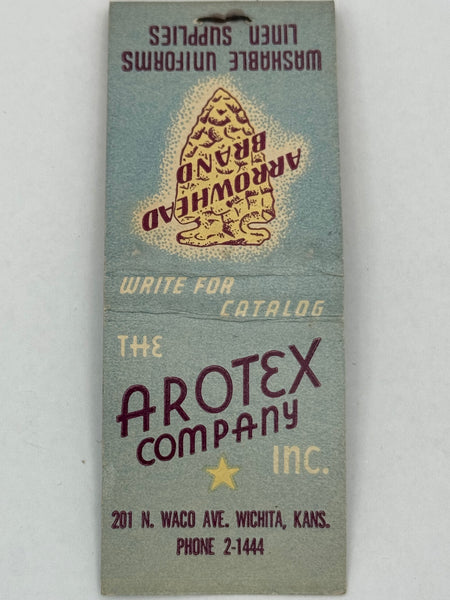 WASHABLE UNIFORMS
LINEN SUPPLIES
ARROWHEAD
BRAND
WRITE FOR
CATALOG
THE
AROTEX
COMPANY
INC.
201 N. WACO AVE. WICHITA, KANS.
PHONE 2-1444